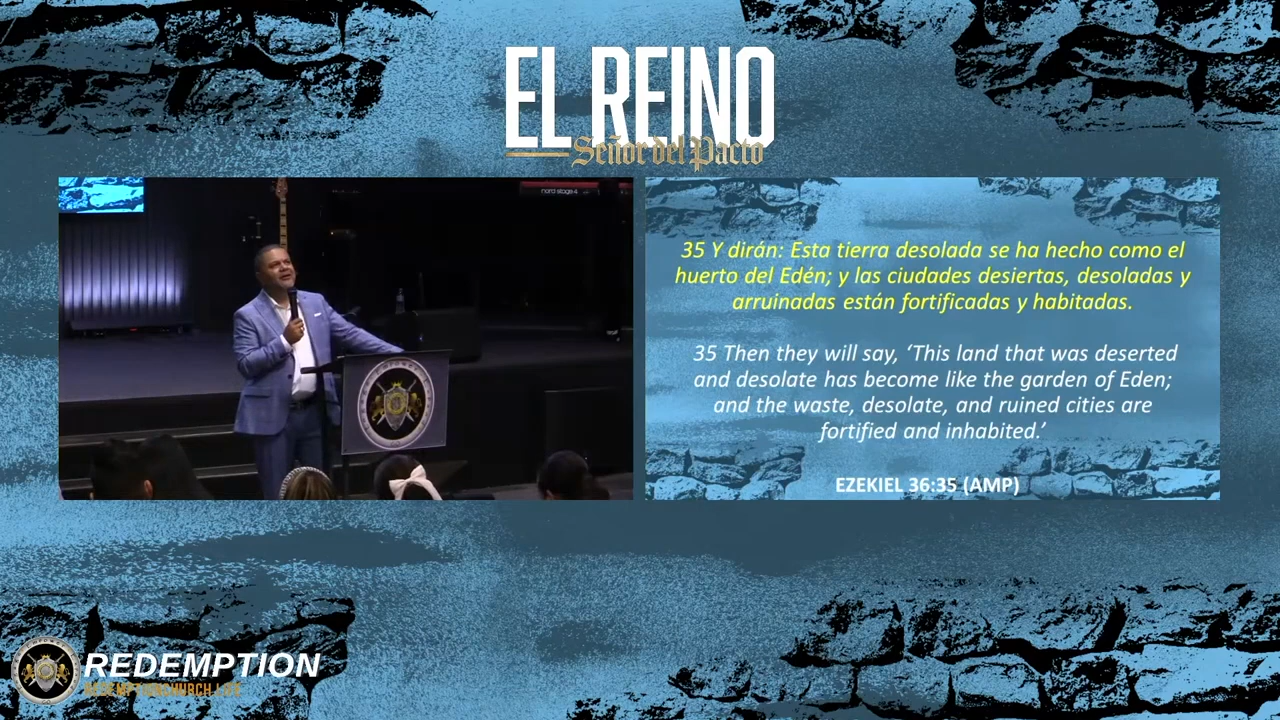 EL REINO
Señor del Pacto
nord stage 4
35 Y dirán: Esta tierra desolada se ha hecho como el
huerto del Edén; y las ciudades desiertas, desoladas y
arruinadas están fortificadas y habitadas.
35 Then they will say, ‘This land that was deserted
and desolate has become like the garden of Eden;
and the waste, desolate, and ruined cities are
fortified and inhabited.’
EZEKIEL 36:35 (AMP)
REDEMPTION